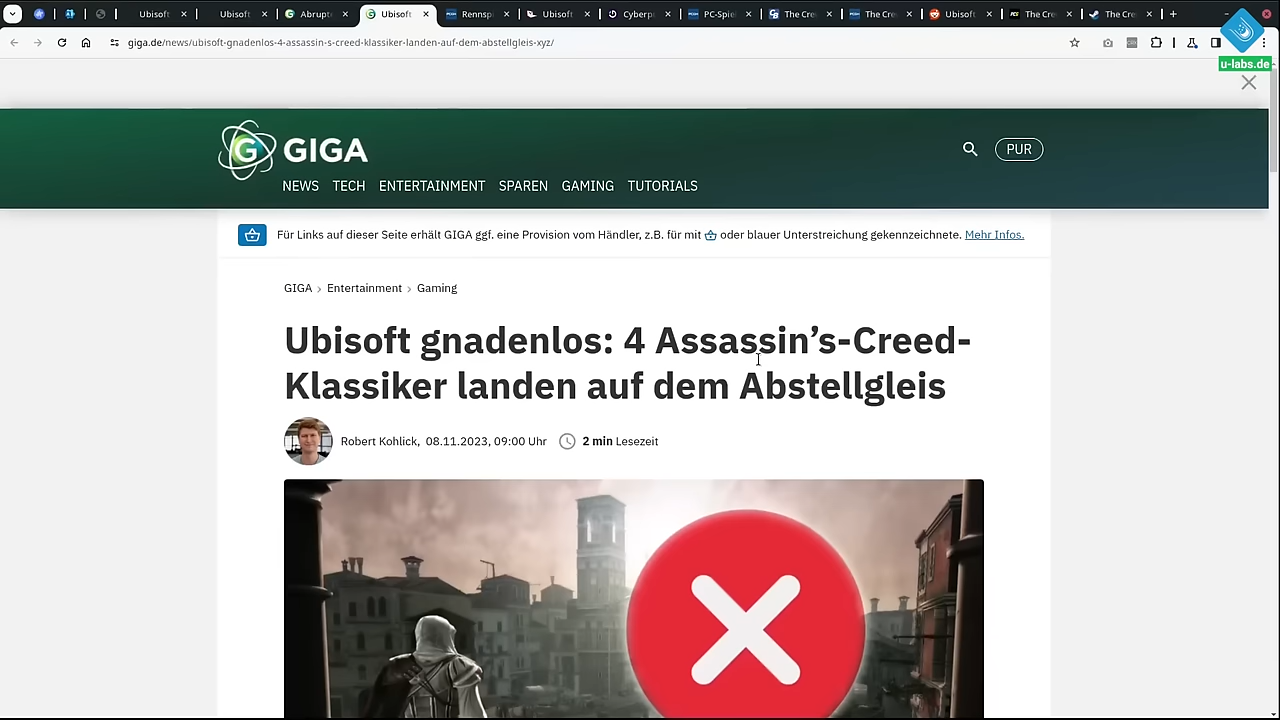 Ubisoft
Ubisoft
Abrupt
Ubisoft
Rennspi
Ubisoft
Cyberp
PC-Spie
The Cre
The Cre
Ubisoft
The Cre
The Cre
giga.de/news/ubisoft-gnadenlos-4-assassin-s-creed-klassiker-landen-auf-dem-abstellgleis-xyz/
u-labs.de
GIGA
PUR
NEWS TECH ENTERTAINMENT SPAREN GAMING TUTORIALS
Für Links auf dieser Seite erhält GIGA ggf. eine Provision vom Händler, z.B. für mit oder blauer Unterstreichung gekennzeichnete. Mehr Infos.
GIGA › Entertainment › Gaming
Ubisoft gnadenlos: 4 Assassin’s-Creed-
Klassiker landen auf dem Abstellgleis
Robert Kohlick, 08.11.2023, 09:00 Uhr 2 min Lesezeit